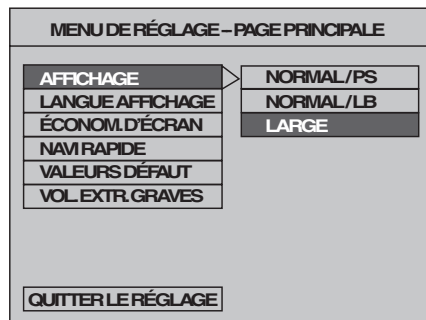 MENU DE RÉGLAGE – PAGE PRINCIPALE
AFFICHAGE
LANGUE AFFICHAGE
ÉCONOM. D'ÉCRAN
NAVI RAPIDE
VALEURS DÉFAUT
VOL. EXTR. GRAVES
NORMAL/PS
NORMAL/LB
LARGE
QUITTER LE RÉGLAGE